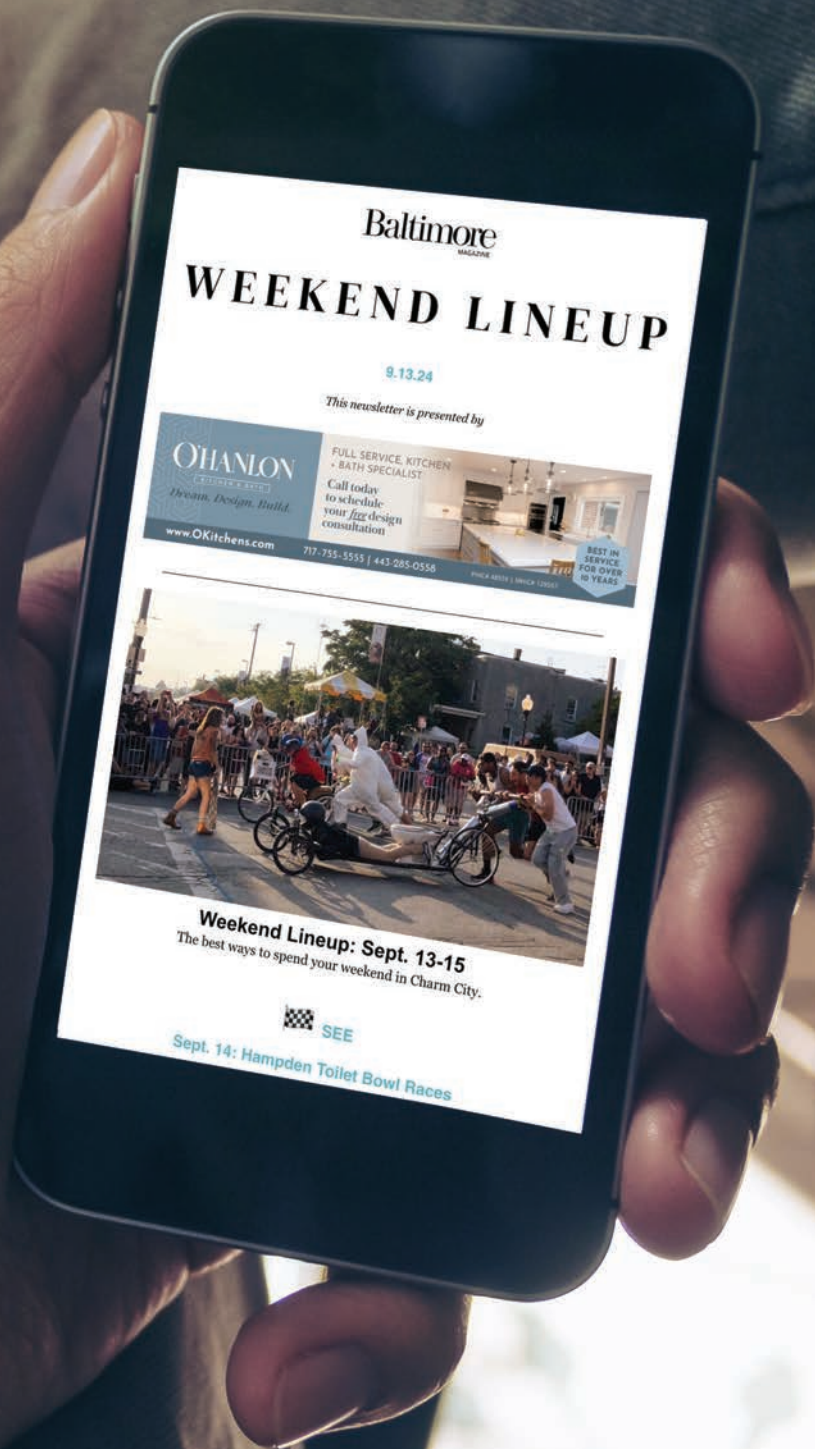 Baltimore
MAGAZINE
WEEKEND LINEUP
9.13.24
This newsletter is presented by
O'HANLON
KITCHEN & BATH
Dream. Design. Build.
FULL SERVICE, KITCHEN
+ BATH SPECIALIST
Call today
to schedule
your free design
consultation
www.OKitchens.com
717-755-5555 | 443-285-0558
BEST IN
SERVICE
FOR OVER
10 YEARS
Weekend Lineup: Sept. 13-15
The best ways to spend your weekend in Charm City.
SEE
Sept. 14: Hampden Toilet Bowl Races